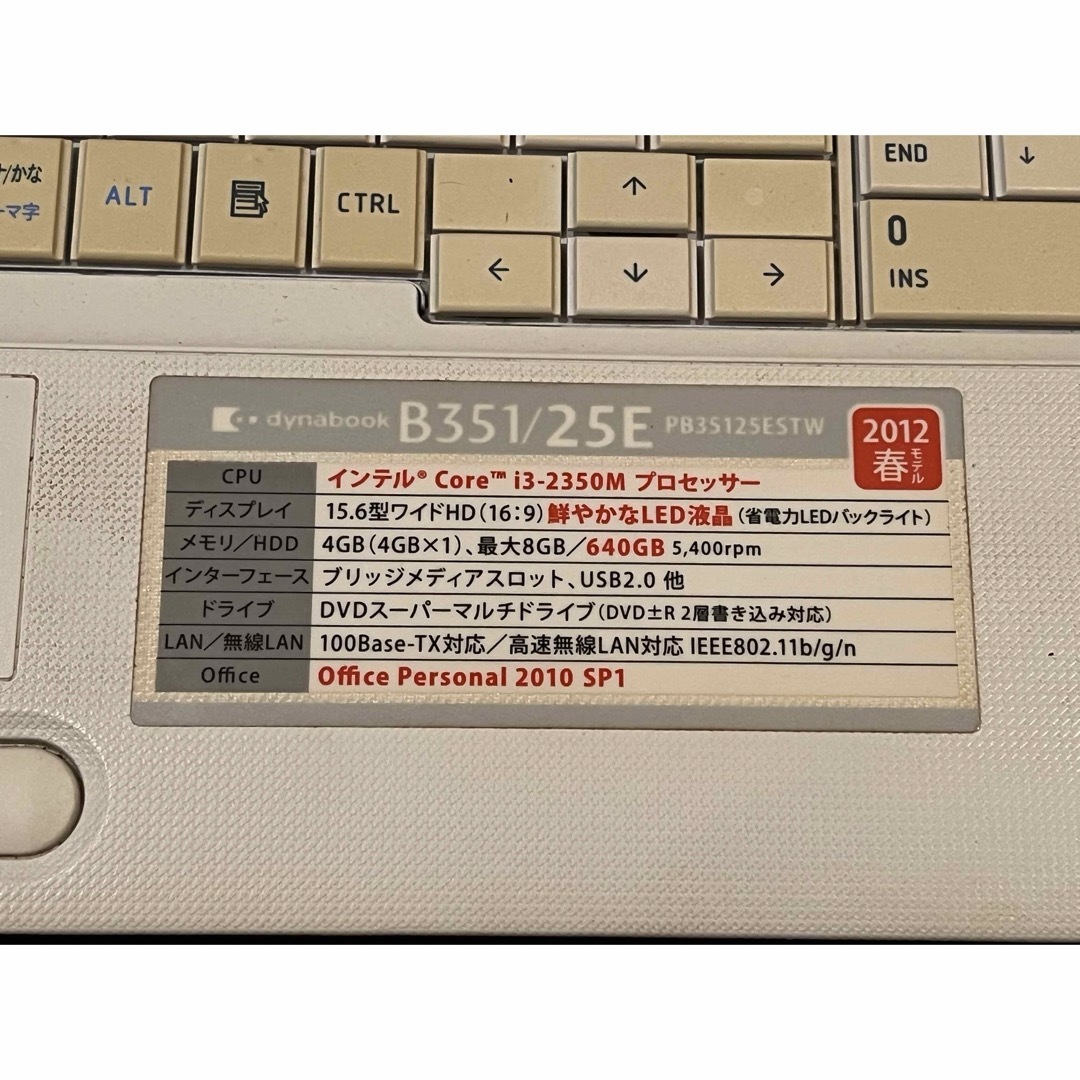 /かな
ーマ字
ALT
CTRL
↑
←
↓
→
END
↓
0
INS
dynabook B351/25E PB35125ESTW
2012
春モデル
CPU インテル® Core™ i3-2350M プロセッサー
ディスプレイ 15.6型ワイドHD(16:9)鮮やかなLED液晶(省電力LEDバックライト)
メモリ/HDD 4GB(4GB×1)、最大8GB/640GB 5,400rpm
インターフェース ブリッジメディアスロット、USB2.0 他
ドライブ DVDスーパーマルチドライブ(DVD±R 2層書き込み対応)
LAN/無線LAN 100Base-TX対応/高速無線LAN対応 IEEE802.11b/g/n
Office Office Personal 2010 SP1